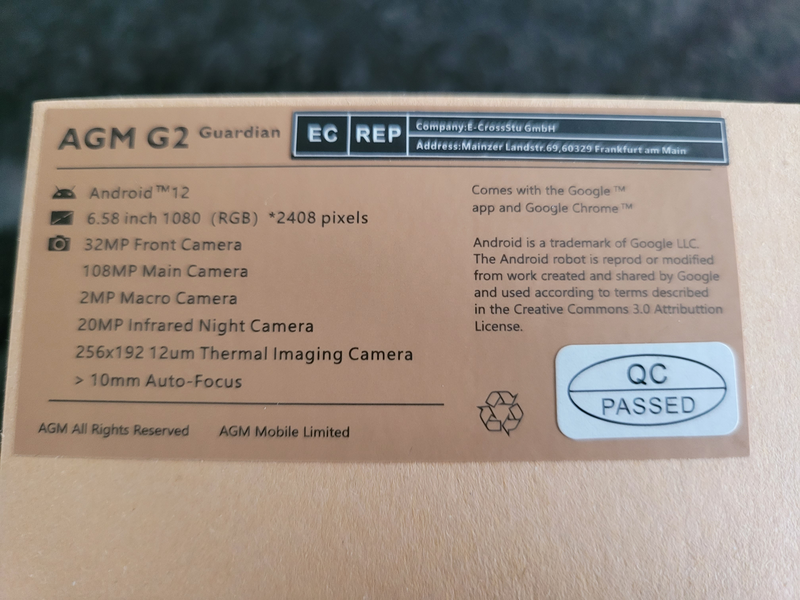 AGM G2 Guardian
EC REP
Company:E-CrossStu GmbH
Address:Mainzer Landstr.69,60329 Frankfurt am Main
Android™12
6.58 inch 1080 (RGB) *2408 pixels
32MP Front Camera
108MP Main Camera
2MP Macro Camera
20MP Infrared Night Camera
256x192 12um Thermal Imaging Camera
> 10mm Auto-Focus
Comes with the Google ™
app and Google Chrome™
Android is a trademark of Google LLC.
The Android robot is reprod or modified
from work created and shared by Google
and used according to terms described
in the Creative Commons 3.0 Attributtion
License.
QC
PASSED
AGM All Rights Reserved AGM Mobile Limited